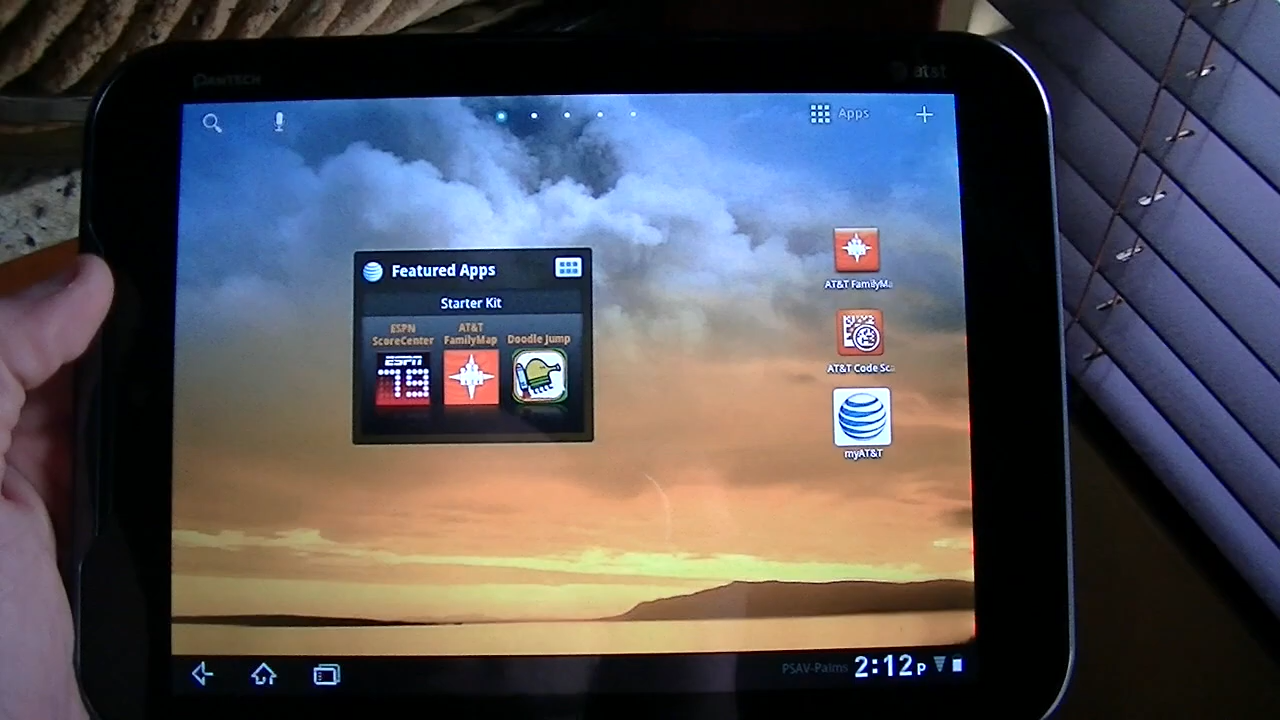 PANTECH
at&t
Apps
Featured Apps
Starter Kit
ESPN ScoreCenter
AT&T FamilyMap
Doodle Jump
ESPN
AT&T FamilyMa
AT&T Code Sc
myAT&T
PSAV-Palms
2:12P